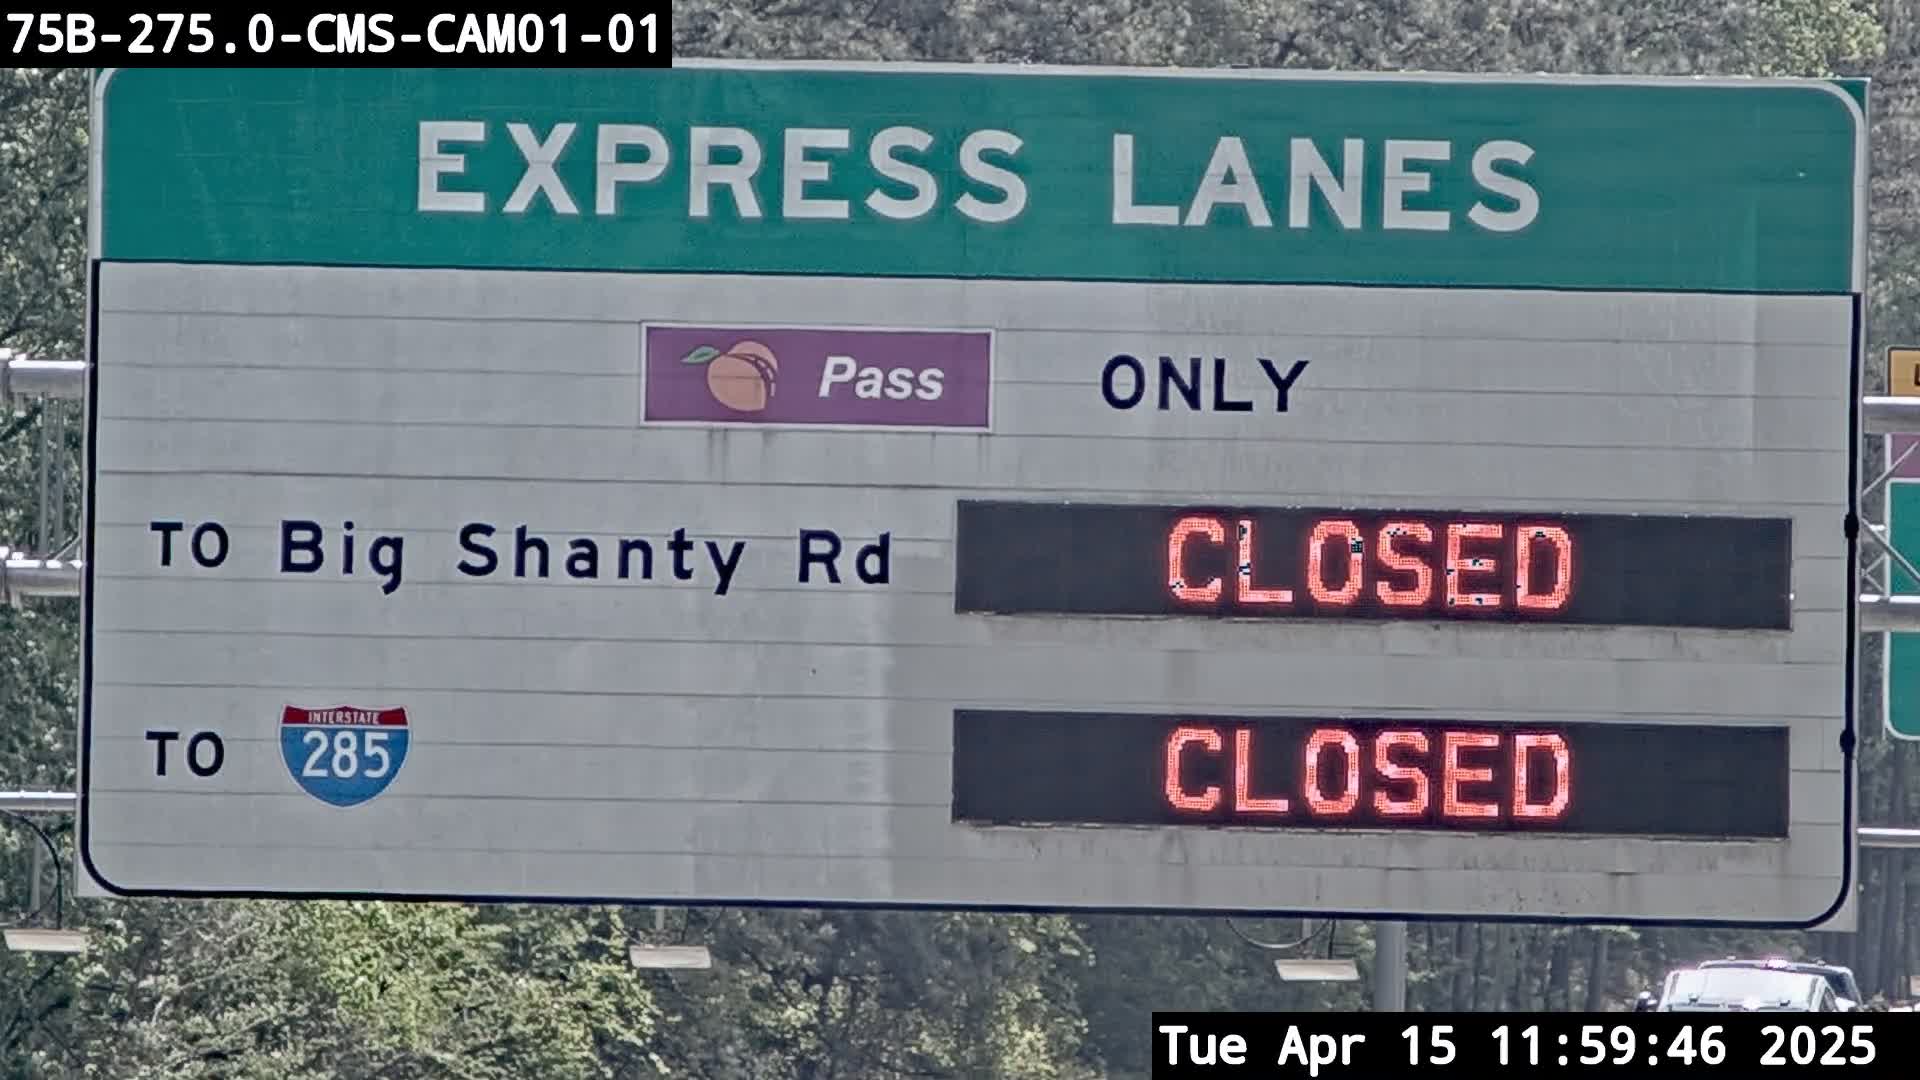 75B-275.0-CMS-CAM01-01
EXPRESS LANES
Pass ONLY
TO Big Shanty Rd CLOSED
TO INTERSTATE 285 CLOSED
Tue Apr 15 11:59:46 2025